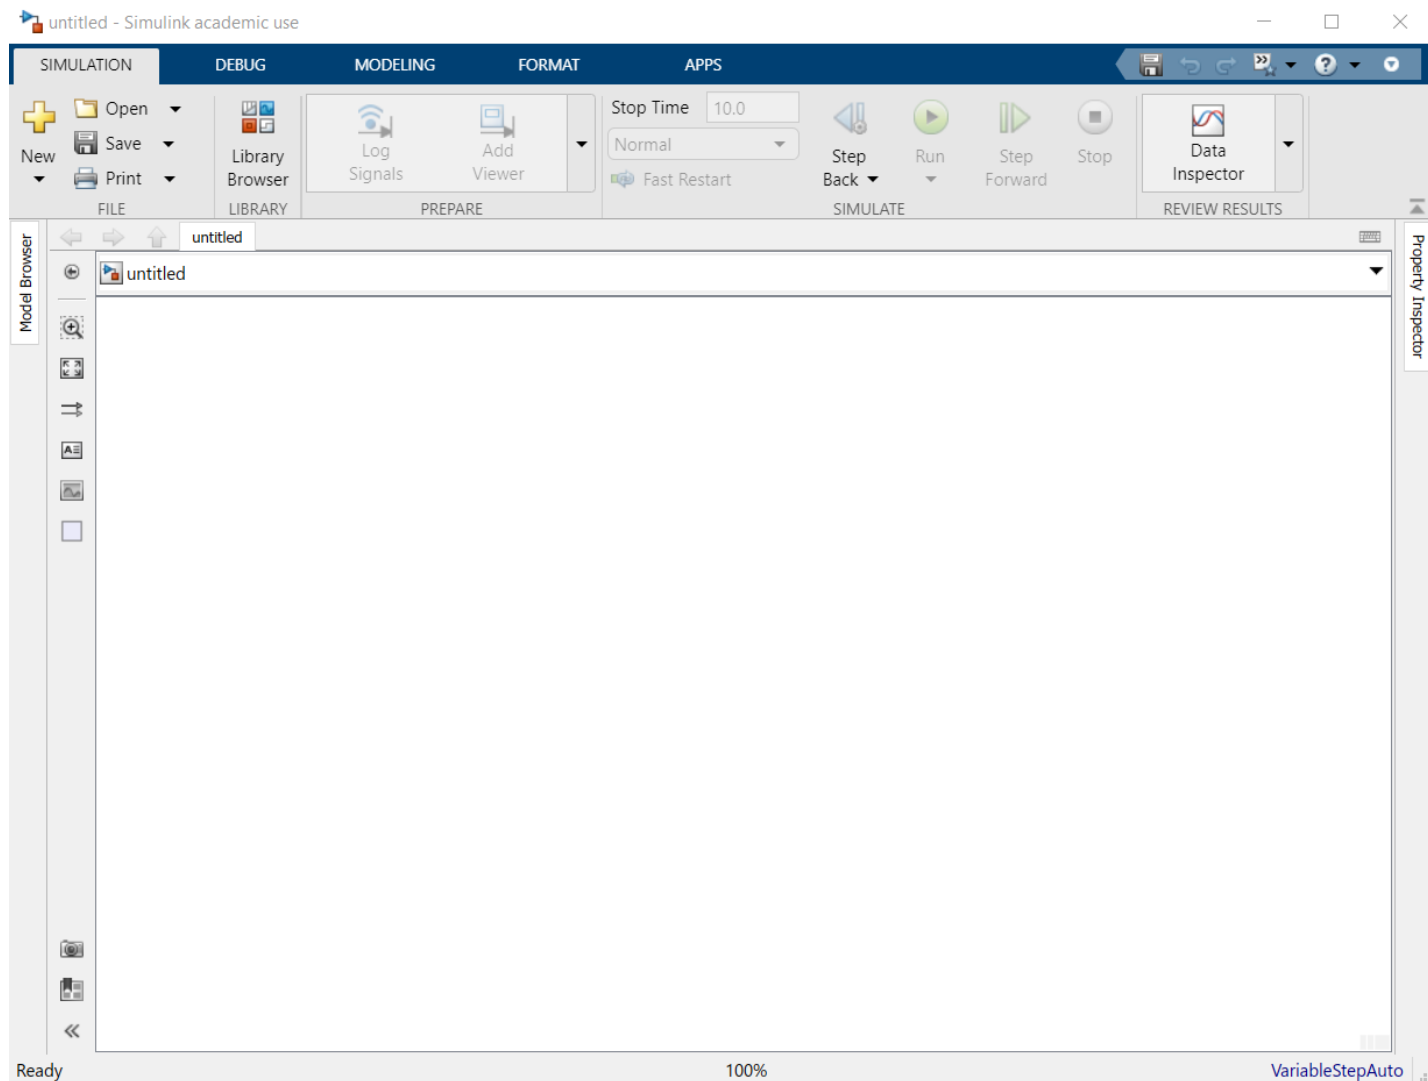 untitled - Simulink academic use
SIMULATION DEBUG MODELING FORMAT APPS
New
Open
Save
Print
FILE
Library
Browser
LIBRARY
Log
Signals
Add
Viewer
PREPARE
Stop Time 10.0
Normal
Fast Restart
Step
Back
Run
Step
Forward
Stop
SIMULATE
Data
Inspector
REVIEW RESULTS
Model Browser
untitled
untitled
Property Inspector
Ready 100% VariableStepAuto